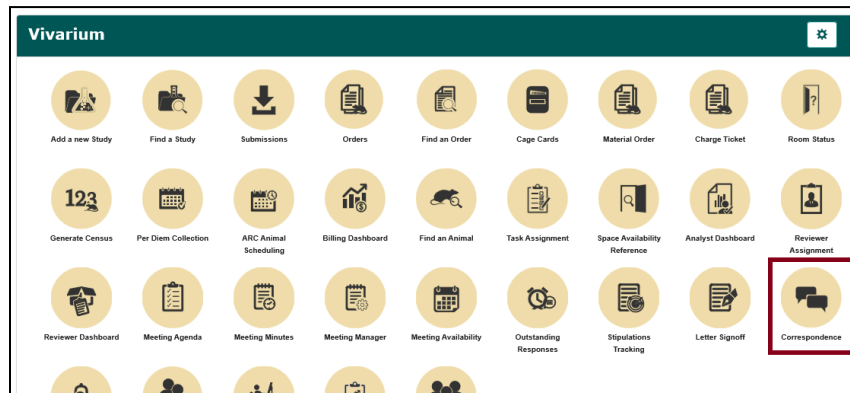 Vivarium
Add a new Study
Find a Study
Submissions
Orders
Find an Order
Cage Cards
Material Order
Charge Ticket
?
Room Status
123
Generate Census
Per Diem Collection
ARC Animal
Scheduling
$
Billing Dashboard
Find an Animal
Task Assignment
Space Availability
Reference
Analyst Dashboard
Reviewer
Assignment
Reviewer Dashboard
Meeting Agenda
Meeting Minutes
Meeting Manager
Meeting Availability
Outstanding
Responses
Stipulations
Tracking
Letter Signoff
Correspondence